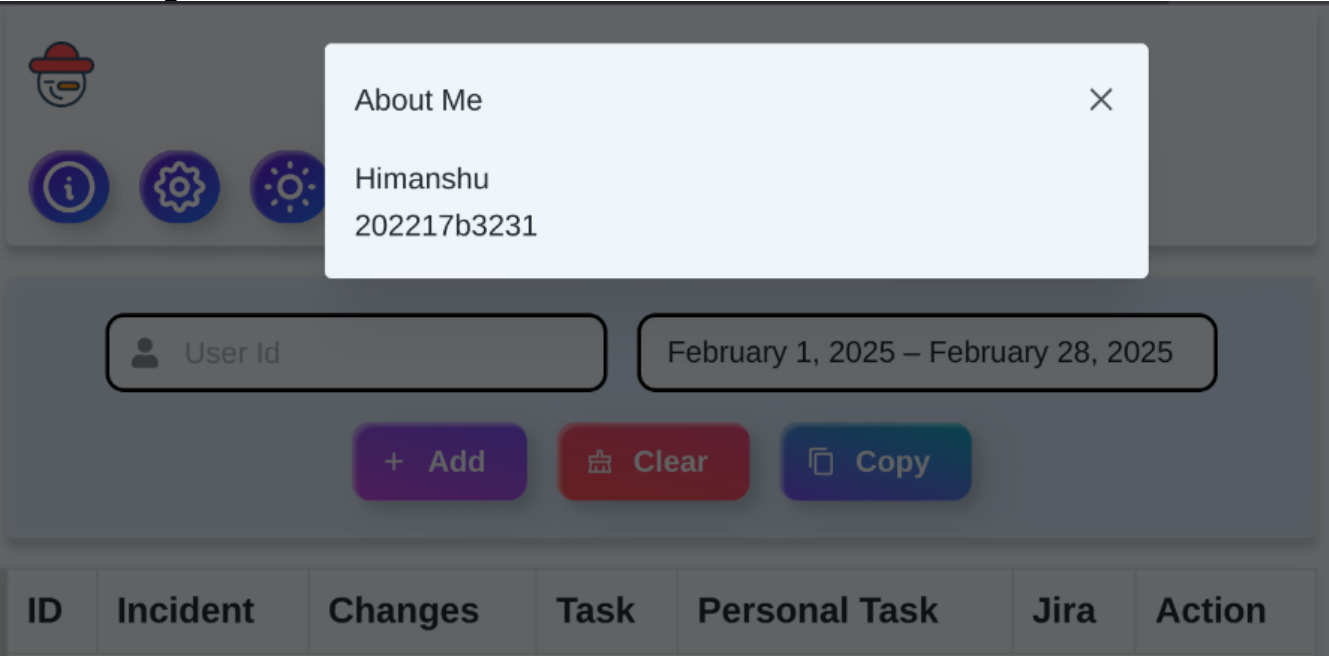 About Me
Himanshu
202217b3231
User Id
February 1, 2025 – February 28, 2025
+ Add
Clear
Copy
ID Incident Changes Task Personal Task Jira Action